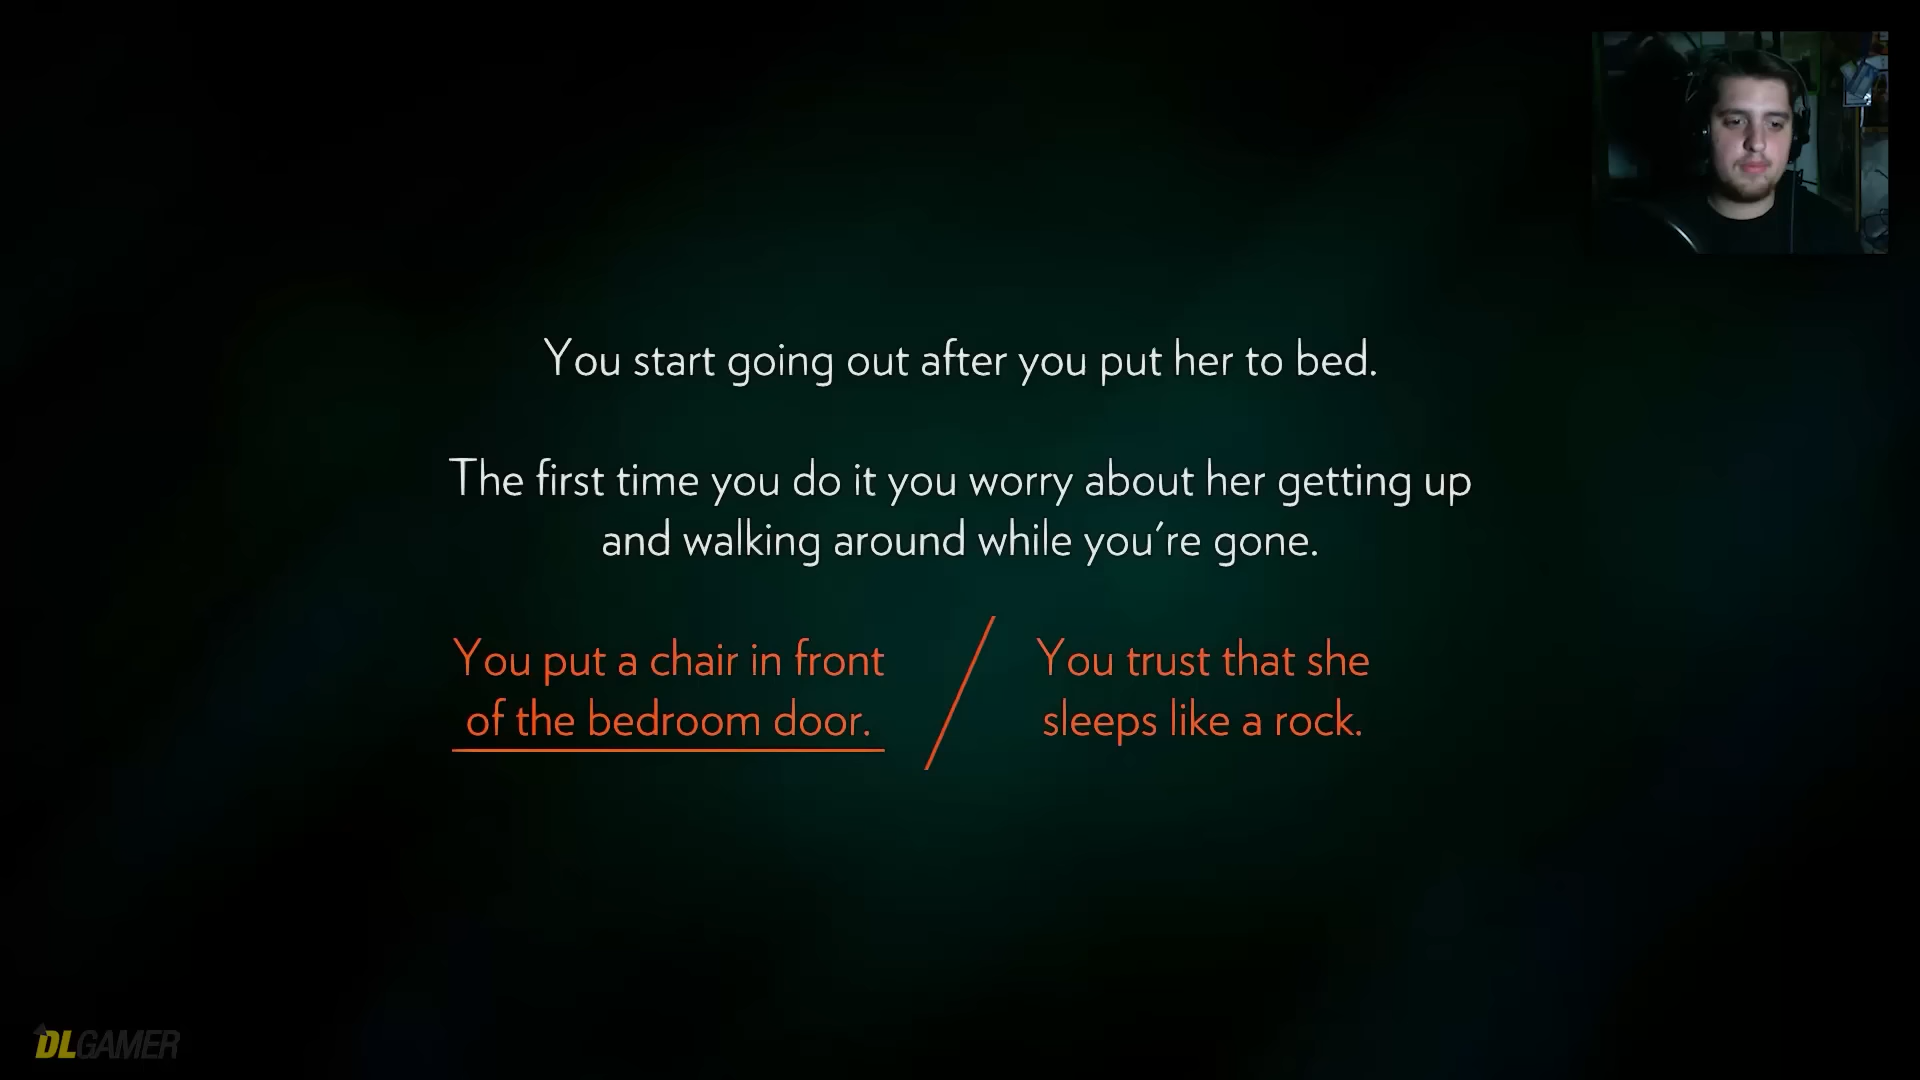 You start going out after you put her to bed.
The first time you do it you worry about her getting up
and walking around while you're gone.
You put a chair in front
of the bedroom door.
You trust that she
sleeps like a rock.
DLGAMER